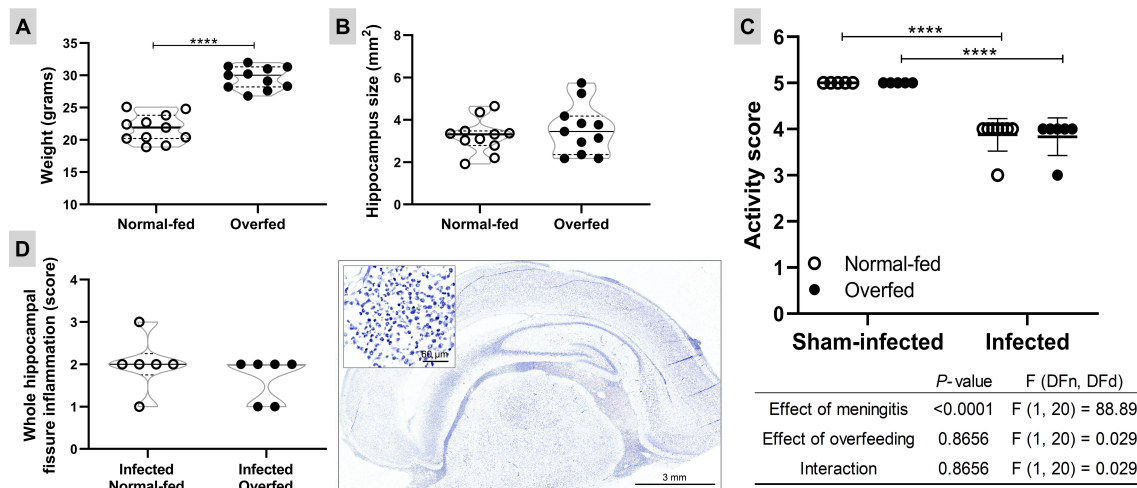 A
Weight (grams)
35
30
25
20
15
10
****
Normal-fed
Overfed
B
Hippocampus size (mm²)
8
6
4
2
0
Normal-fed
Overfed
C
Activity score
6
5
4
3
2
1
0
****
****
Normal-fed
Overfed
Sham-infected
Infected
P-value
F (DFn, DFd)
Effect of meningitis
<0.0001
F (1, 20) = 88.89
Effect of overfeeding
0.8656
F (1, 20) = 0.029
Interaction
0.8656
F (1, 20) = 0.029
D
Whole hippocampal
fissure inflammation (score)
4
3
2
1
0
Infected
Normal-fed
Infected
Overfed
µm
3 mm